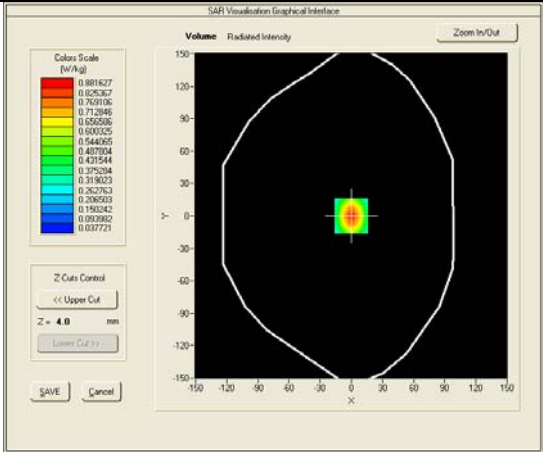 SAR Visualisation Graphical Interface
Volume Radiated Intensity
Zoom In/Out
Colors Scale
(W/kg)
0.881627
0.825367
0.769106
0.712846
0.656586
0.600325
0.544065
0.487804
0.431544
0.375284
0.319023
0.262763
0.206503
0.150242
0.093982
0.037721
Z-Cuts Control
<< Upper Cut
Z = 4.0 mm
Lower Cut >>
SAVE Cancel
150
120
90
60
30
0
-30
-60
-90
-120
-150
Y
-150 -120 -90 -60 -30 0 30 60 90 120 150
X